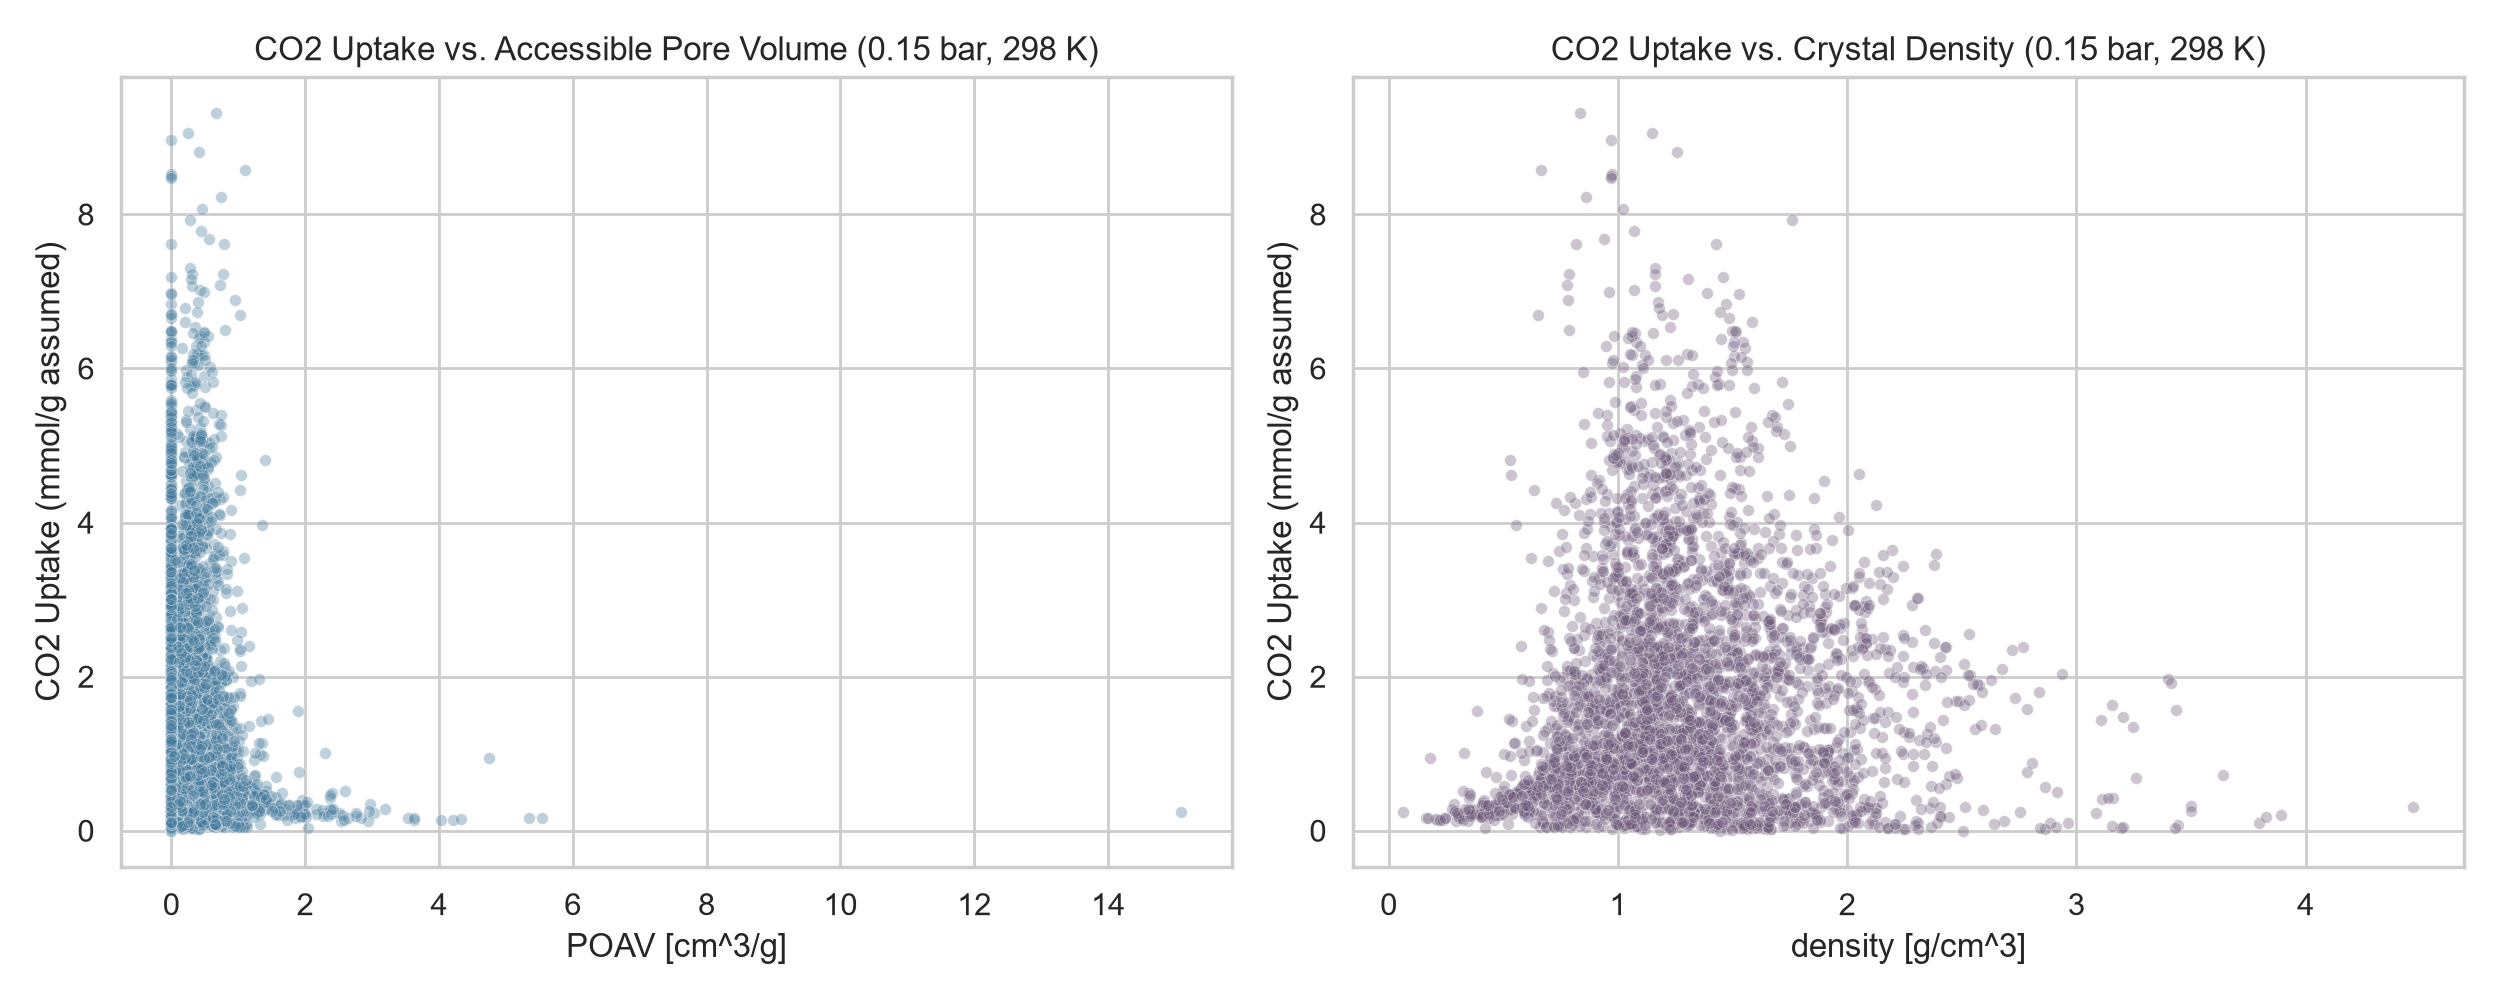 CO2 Uptake vs. Accessible Pore Volume (0.15 bar, 298 K)
CO2 Uptake (mmol/g assumed)
8
6
4
2
0
0 2 4 6 8 10 12 14
POAV [cm^3/g]
CO2 Uptake vs. Crystal Density (0.15 bar, 298 K)
CO2 Uptake (mmol/g assumed)
8
6
4
2
0
0 1 2 3 4
density [g/cm^3]